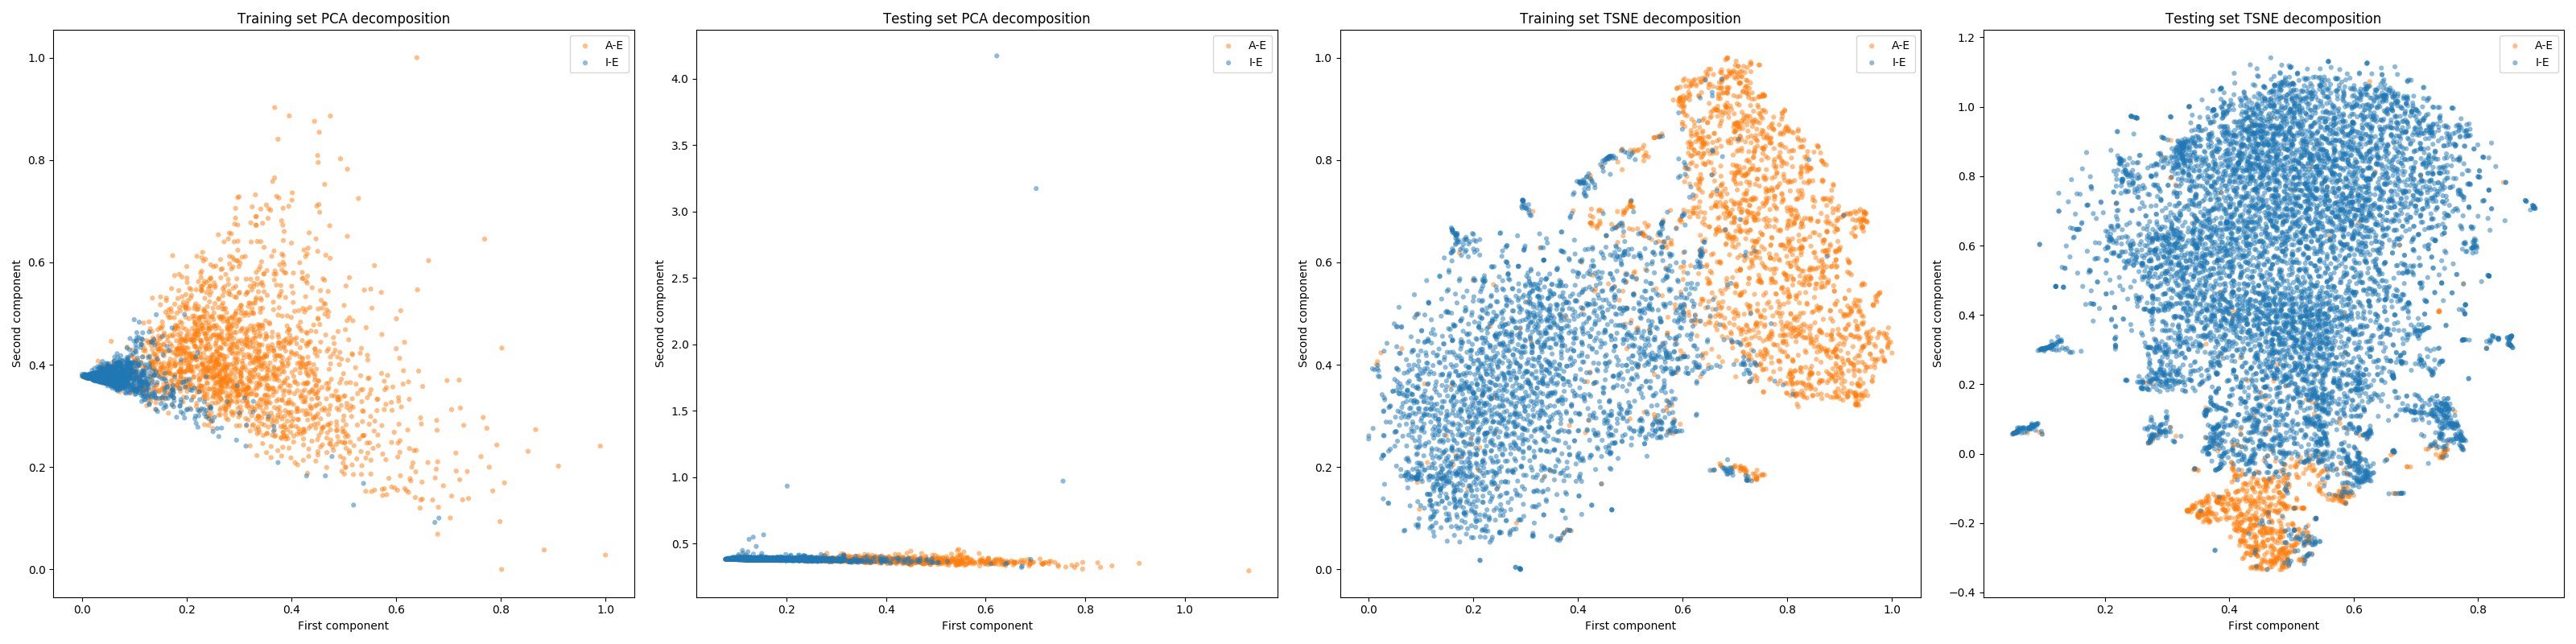 Training set PCA decomposition
A-E
I-E
1.0
0.8
0.6
0.4
0.2
0.0
Second component
0.0 0.2 0.4 0.6 0.8 1.0
First component
Testing set PCA decomposition
A-E
I-E
4.0
3.5
3.0
2.5
2.0
1.5
1.0
0.5
Second component
0.2 0.4 0.6 0.8 1.0
First component
Training set TSNE decomposition
A-E
I-E
1.0
0.8
0.6
0.4
0.2
0.0
Second component
0.0 0.2 0.4 0.6 0.8 1.0
First component
Testing set TSNE decomposition
A-E
I-E
1.2
1.0
0.8
0.6
0.4
0.2
0.0
−0.2
−0.4
Second component
0.2 0.4 0.6 0.8
First component